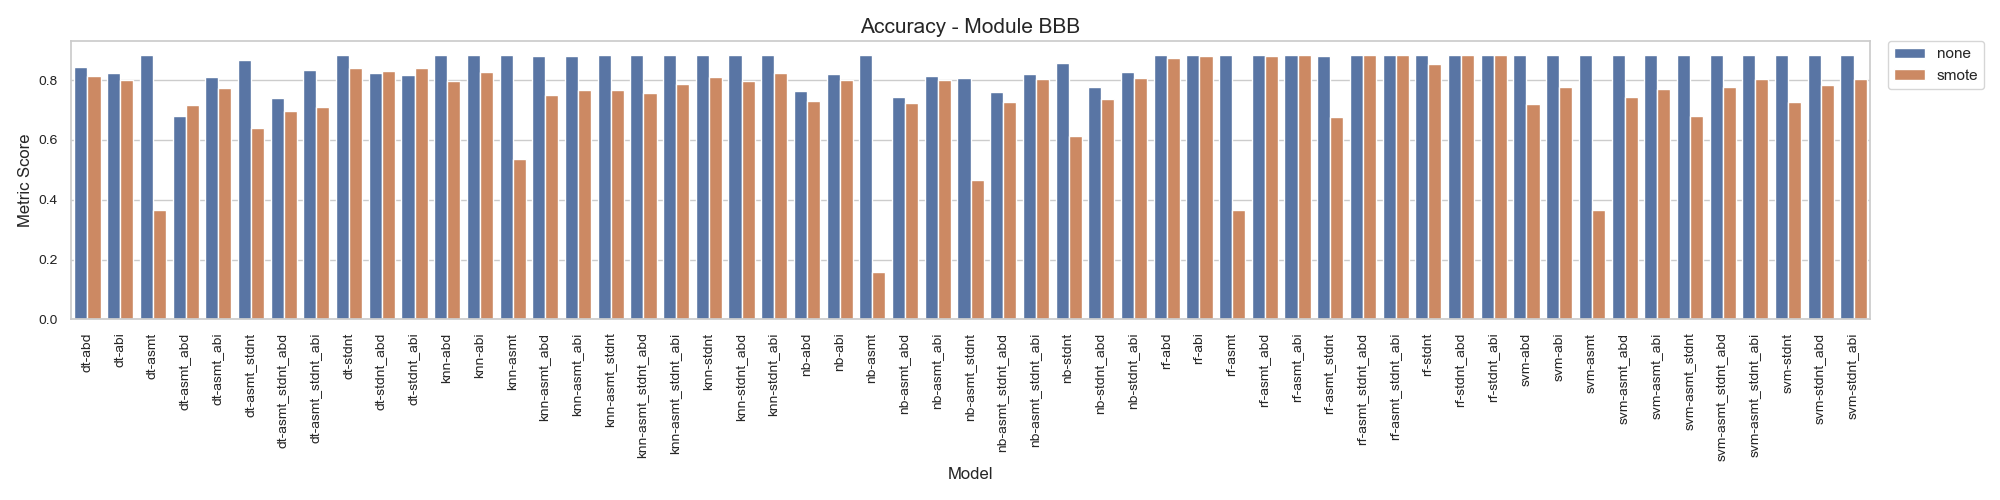 Accuracy - Module BBB
none
smote
Metric Score
0.8
0.6
0.4
0.2
0.0
dt-abd
dt-abi
dt-asmt
dt-asmt_abd
dt-asmt_abi
dt-asmt_stdnt
dt-asmt_stdnt_abd
dt-asmt_stdnt_abi
dt-stdnt
dt-stdnt_abd
dt-stdnt_abi
knn-abd
knn-abi
knn-asmt
knn-asmt_abd
knn-asmt_abi
knn-asmt_stdnt
knn-asmt_stdnt_abd
knn-asmt_stdnt_abi
knn-stdnt
knn-stdnt_abd
knn-stdnt_abi
nb-abd
nb-abi
nb-asmt
nb-asmt_abd
nb-asmt_abi
nb-asmt_stdnt
nb-asmt_stdnt_abd
nb-asmt_stdnt_abi
nb-stdnt
nb-stdnt_abd
nb-stdnt_abi
rf-abd
rf-abi
rf-asmt
rf-asmt_abd
rf-asmt_abi
rf-asmt_stdnt
rf-asmt_stdnt_abd
rf-asmt_stdnt_abi
rf-stdnt
rf-stdnt_abd
rf-stdnt_abi
svm-abd
svm-abi
svm-asmt
svm-asmt_abd
svm-asmt_abi
svm-asmt_stdnt
svm-asmt_stdnt_abd
svm-asmt_stdnt_abi
svm-stdnt
svm-stdnt_abd
svm-stdnt_abi
Model